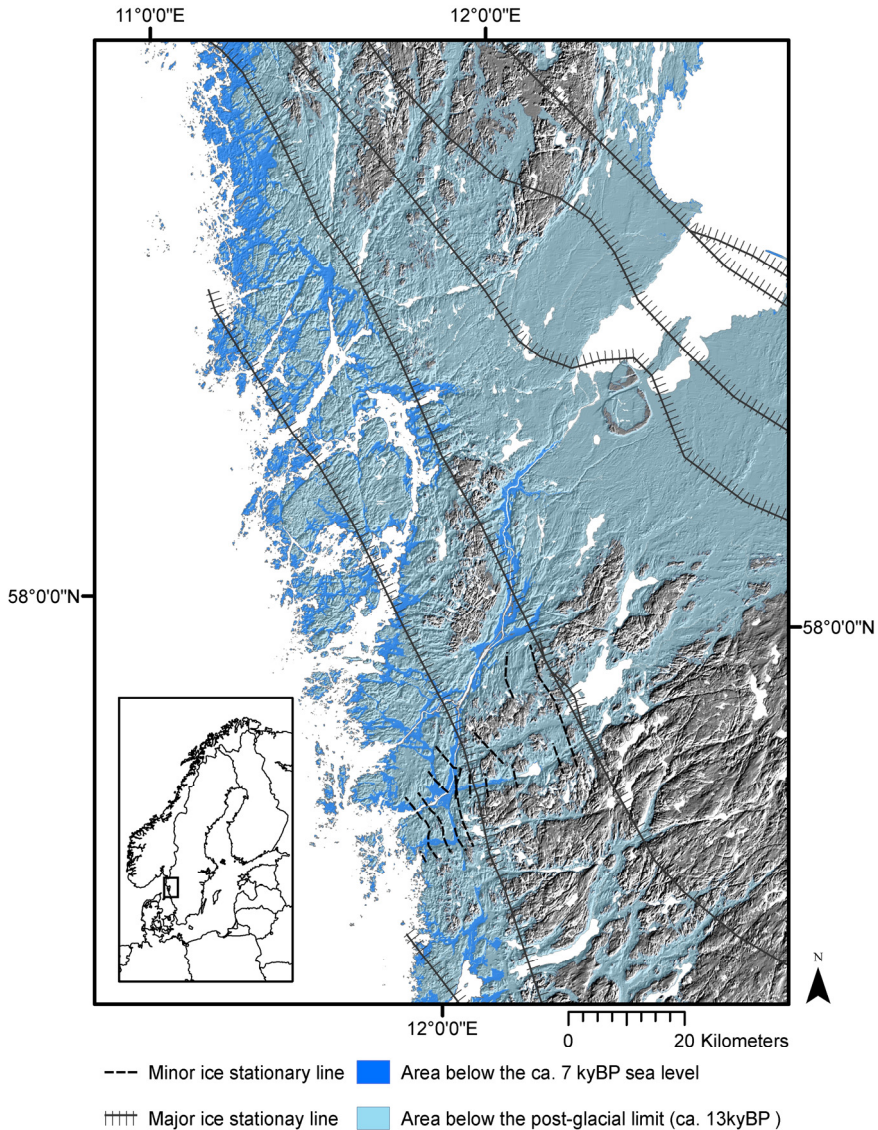 11°0'0"E 12°0'0"E
58°0'0"N
58°0'0"N
N
12°0'0"E
0 20 Kilometers
Minor ice stationary line Area below the ca. 7 kyBP sea level
Major ice stationay line Area below the post-glacial limit (ca. 13kyBP )